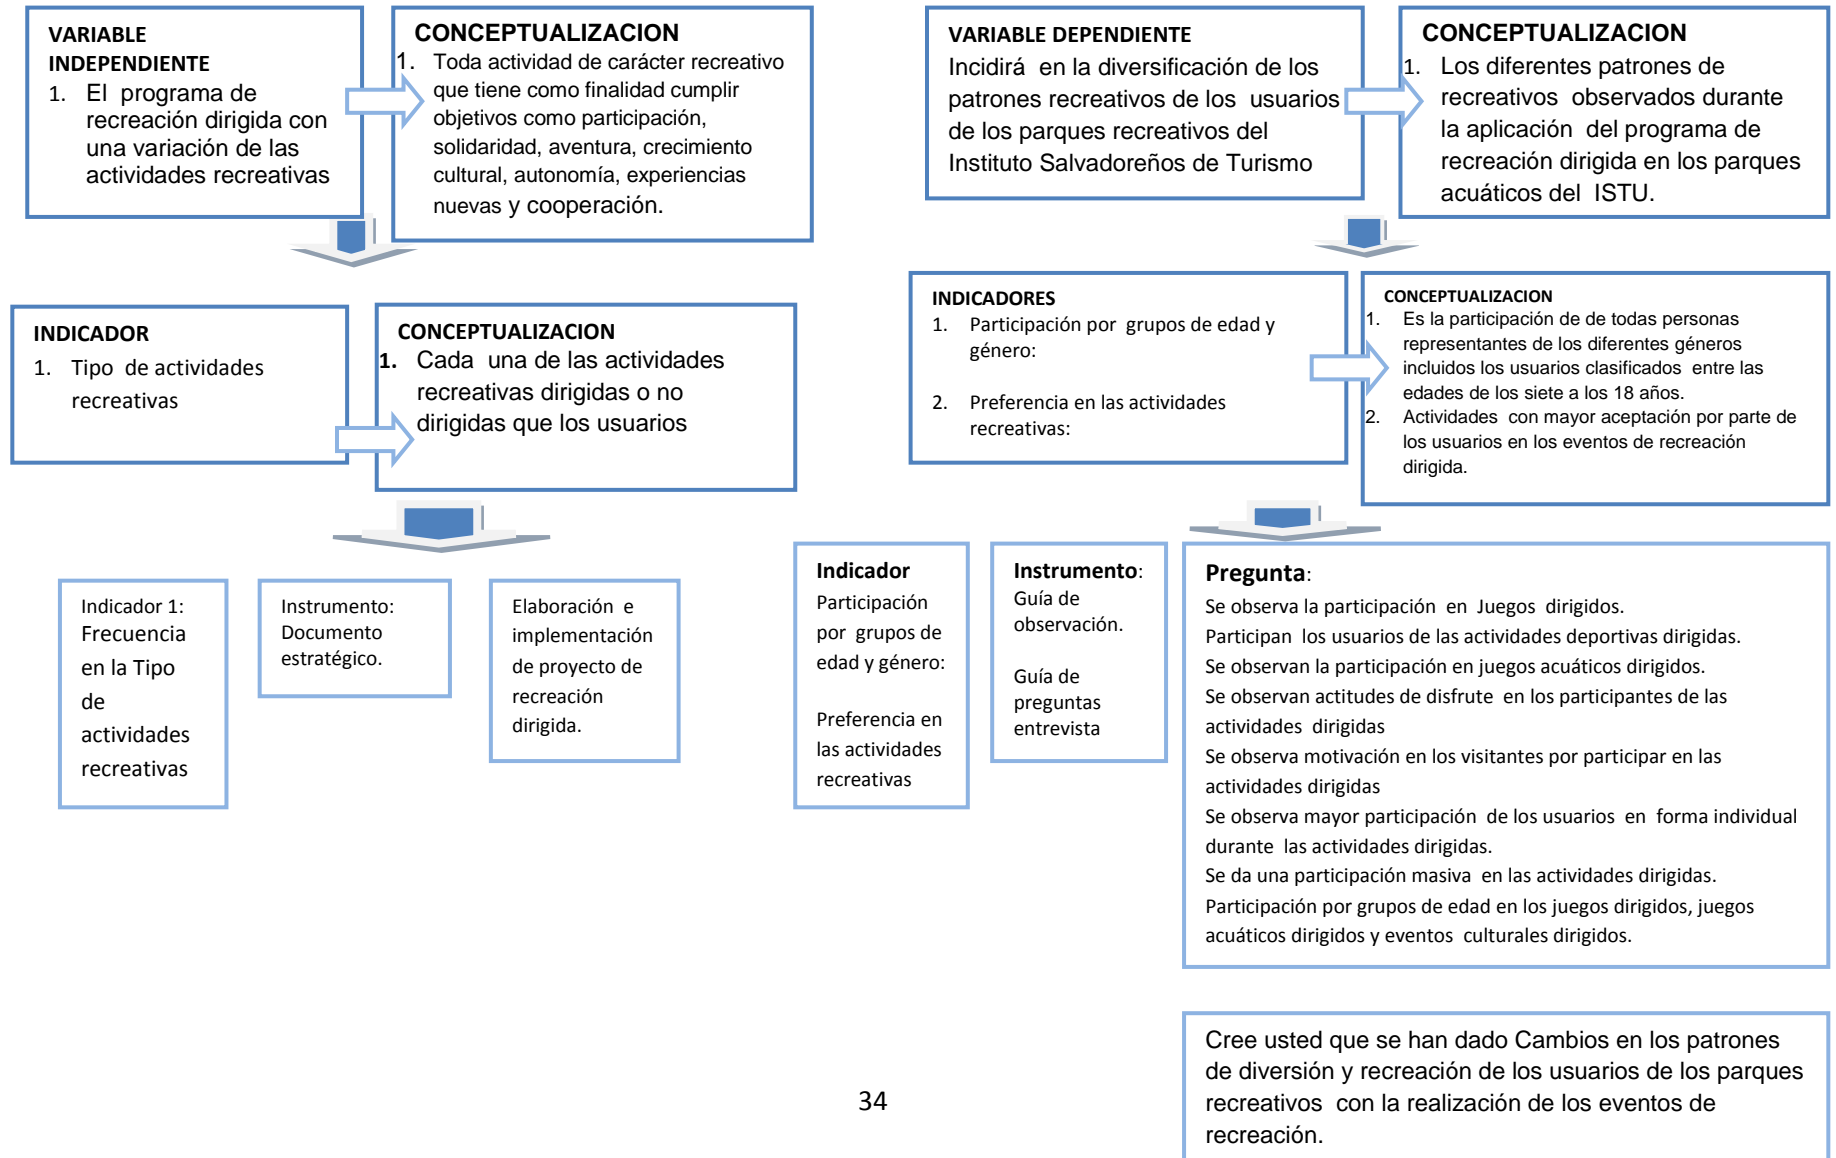 VARIABLE
INDEPENDIENTE
1. El programa de
recreación dirigida con
una variación de las
actividades recreativas
CONCEPTUALIZACION
1. Toda actividad de carácter recreativo
que tiene como finalidad cumplir
objetivos como participación,
solidaridad, aventura, crecimiento
cultural, autonomía, experiencias
nuevas y cooperación.
VARIABLE DEPENDIENTE
Incidirá en la diversificación de los
patrones recreativos de los usuarios
de los parques recreativos del
Instituto Salvadoreños de Turismo
CONCEPTUALIZACION
1. Los diferentes patrones de
recreativos observados durante
la aplicación del programa de
recreación dirigida en los parques
acuáticos del ISTU.
INDICADOR
1. Tipo de actividades
recreativas
CONCEPTUALIZACION
1. Cada una de las actividades
recreativas dirigidas o no
dirigidas que los usuarios
INDICADORES
1. Participación por grupos de edad y
género:
2. Preferencia en las actividades
recreativas:
CONCEPTUALIZACION
1. Es la participación de de todas personas
representantes de los diferentes géneros
incluidos los usuarios clasificados entre las
edades de los siete a los 18 años.
2. Actividades con mayor aceptación por parte de
los usuarios en los eventos de recreación
dirigida.
Indicador 1:
Frecuencia
en la Tipo
de
actividades
recreativas
Instrumento:
Documento
estratégico.
Elaboración e
implementación
de proyecto de
recreación
dirigida.
Indicador
Participación
por grupos de
edad y género:
Preferencia en
las actividades
recreativas
Instrumento:
Guía de
observación.
Guía de
preguntas
entrevista
Pregunta:
Se observa la participación en Juegos dirigidos.
Participan los usuarios de las actividades deportivas dirigidas.
Se observan la participación en juegos acuáticos dirigidos.
Se observan actitudes de disfrute en los participantes de las
actividades dirigidas
Se observa motivación en los visitantes por participar en las
actividades dirigidas
Se observa mayor participación de los usuarios en forma individual
durante las actividades dirigidas.
Se da una participación masiva en las actividades dirigidas.
Participación por grupos de edad en los juegos dirigidos, juegos
acuáticos dirigidos y eventos culturales dirigidos.
Cree usted que se han dado Cambios en los patrones
de diversión y recreación de los usuarios de los parques
recreativos con la realización de los eventos de
recreación.
34